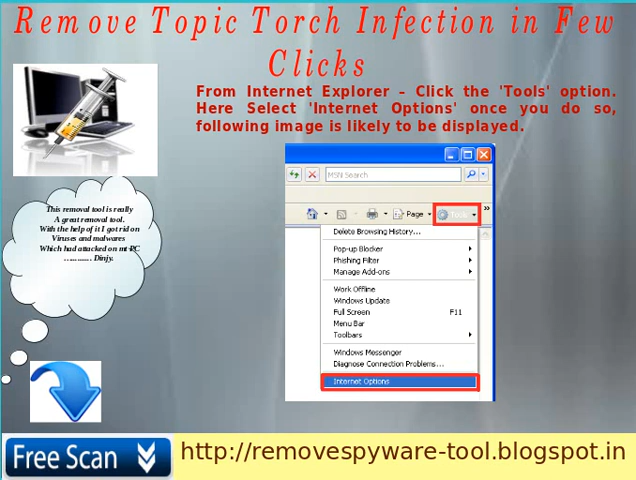 Remove Topic Torch Infection in Few
Clicks
From Internet Explorer – Click the 'Tools' option.
Here Select 'Internet Options' once you do so,
following image is likely to be displayed.
This removal tool is really
A great removal tool.
With the help of it I got rid on
Viruses and malwares
Which had attacked on mt PC
............ Dinjy.
MSN Search
Page
Tools
»
Delete Browsing History...
Pop-up Blocker
Phishing Filter
Manage Add-ons
Work Offline
Windows Update
Full Screen F11
Menu Bar
Toolbars
Windows Messenger
Diagnose Connection Problems...
Internet Options
Free Scan
http://removespyware-tool.blogspot.in